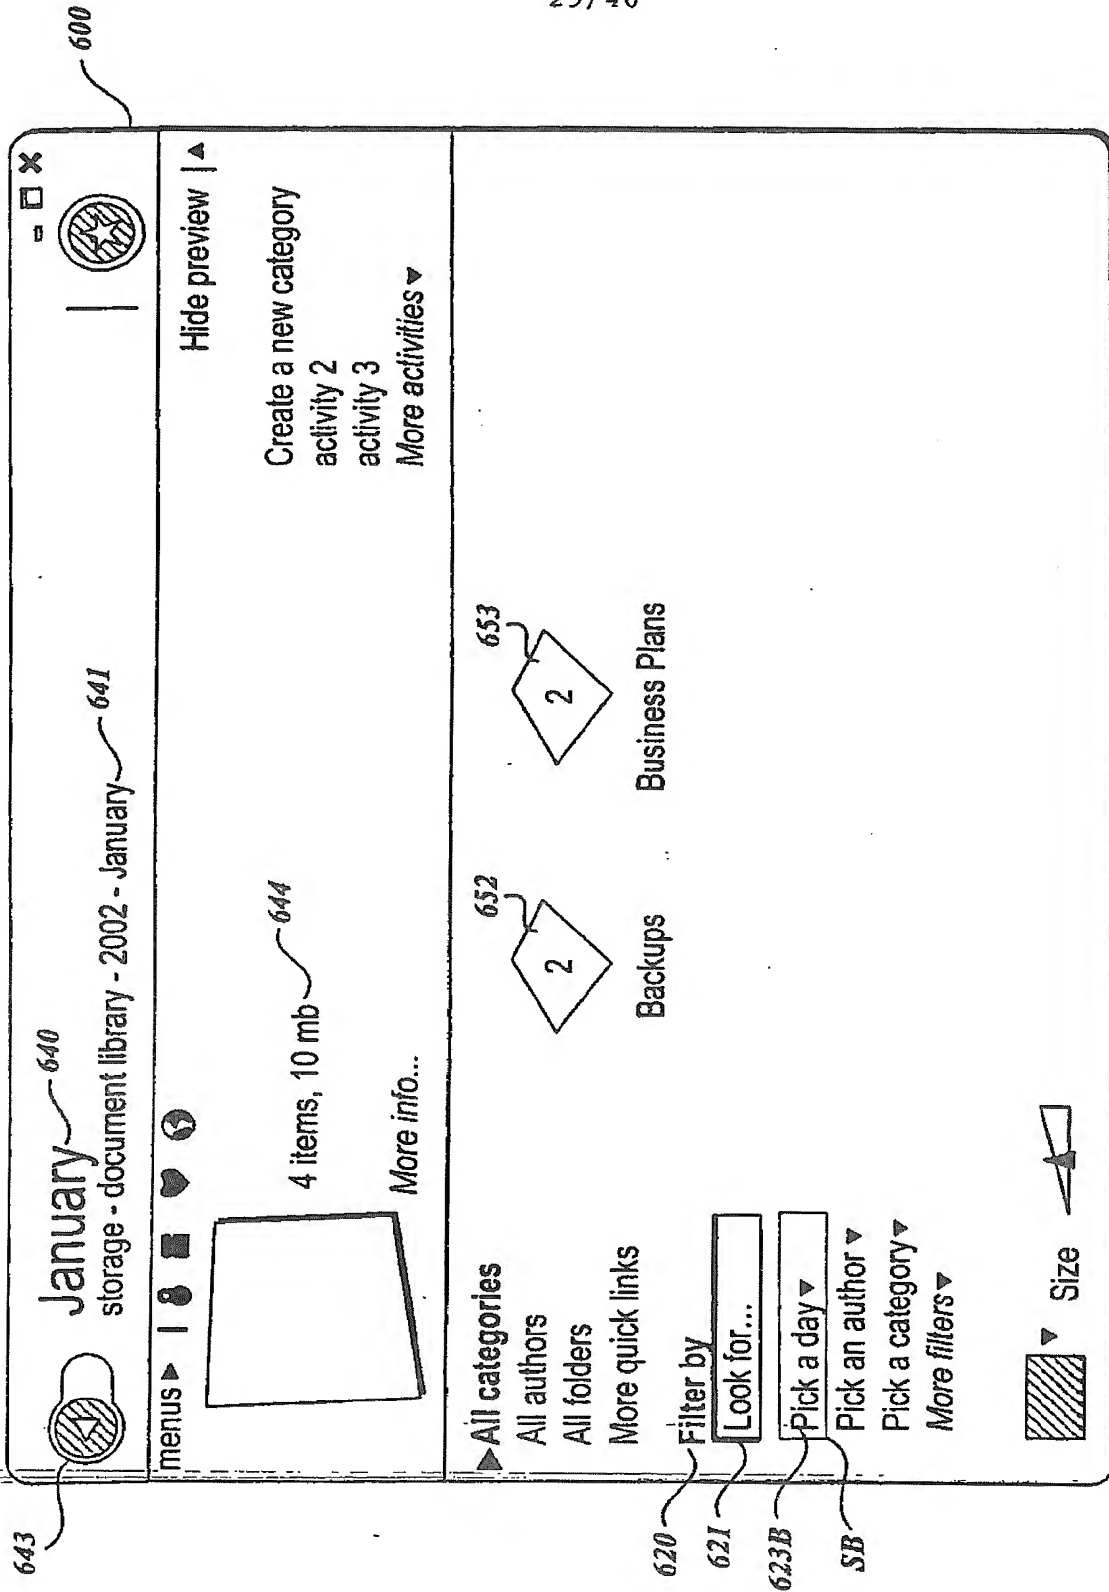 600
643
January
640
storage - document library - 2002 - January
641
menus
Hide preview
4 items, 10 mb
644
More info...
Create a new category
activity 2
activity 3
More activities
All categories
All authors
All folders
More quick links
620
Filter by
621
Look for...
623B
Pick a day
SB
Pick an author
Pick a category
More filters
Size
652
2
Backups
653
2
Business Plans